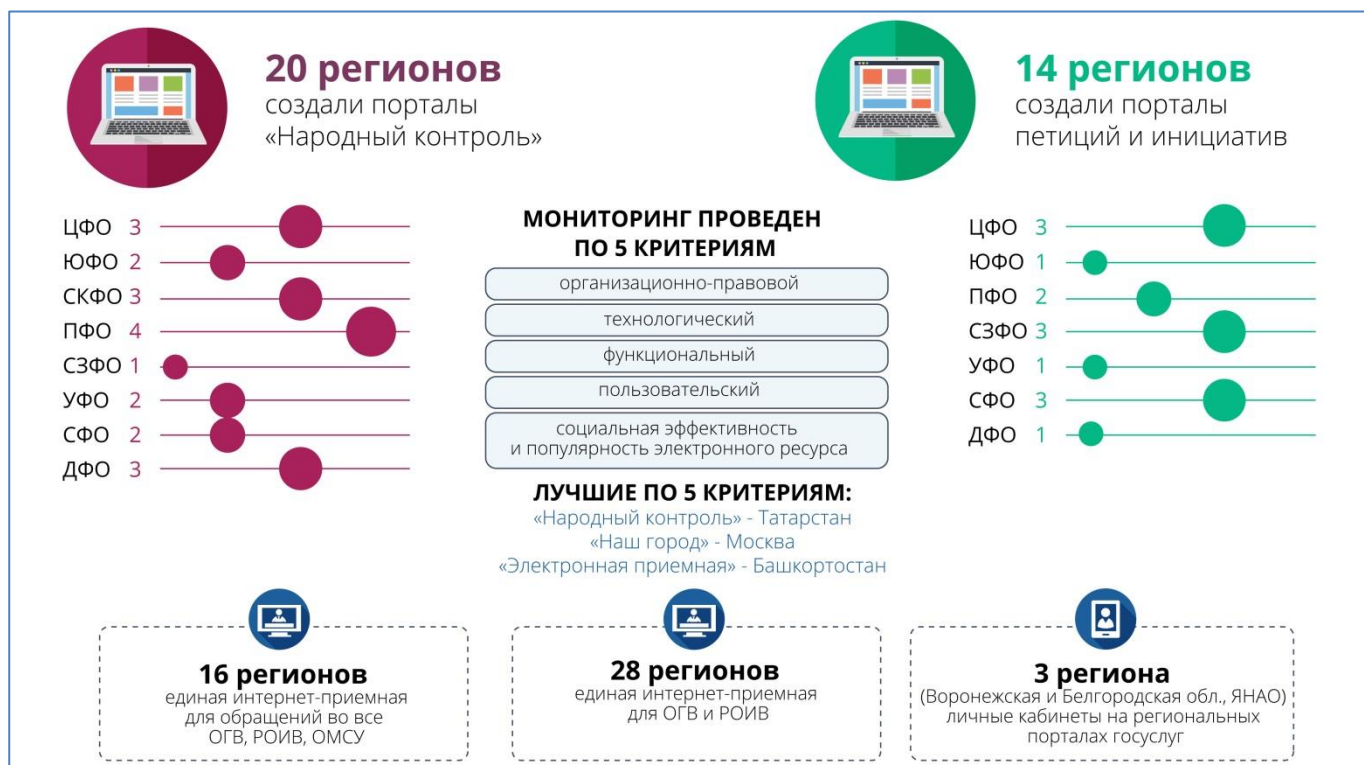 20 регионов
создали порталы
«Народный контроль»
14 регионов
создали порталы
петиций и инициатив
ЦФО 3
ЮФО 2
СКФО 3
ПФО 4
СЗФО 1
УФО 2
СФО 2
ДФО 3
МОНИТОРИНГ ПРОВЕДЕН
ПО 5 КРИТЕРИЯМ
организационно-правовой
технологический
функциональный
пользовательский
социальная эффективность
и популярность электронного ресурса
ЛУЧШИЕ ПО 5 КРИТЕРИЯМ:
«Народный контроль» - Татарстан
«Наш город» - Москва
«Электронная приемная» - Башкортостан
ЦФО 3
ЮФО 1
ПФО 2
СЗФО 3
УФО 1
СФО 3
ДФО 1
16 регионов
единая интернет-приемная
для обращений во все
ОГВ, РОИВ, ОМСУ
28 регионов
единая интернет-приемная
для ОГВ и РОИВ
3 региона
(Воронежская и Белгородская обл., ЯНАО)
личные кабинеты на региональных
порталах госуслуг